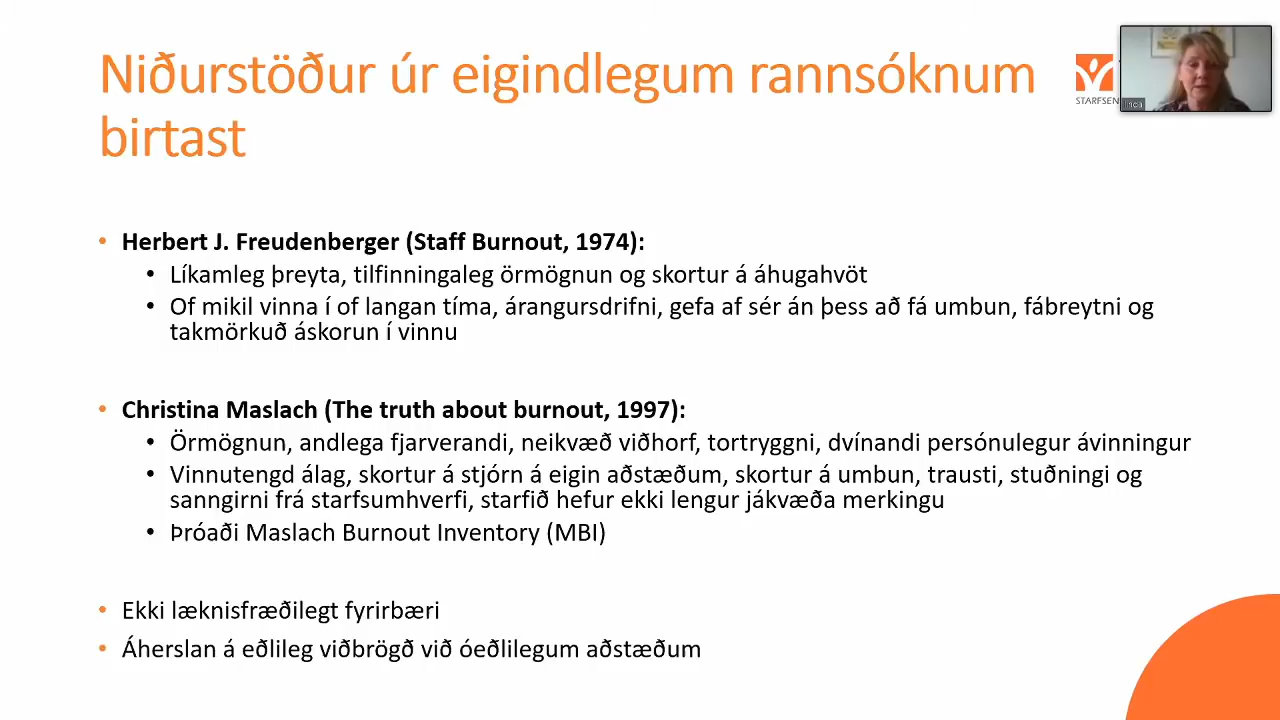 Niðurstöður úr eigindlegum rannsóknum
birtast
STARFSEN
Inga
• Herbert J. Freudenberger (Staff Burnout, 1974):
• Líkamleg þreyta, tilfinningaleg örmögnun og skortur á áhugahvöt
• Of mikil vinna í of langan tíma, árangursdrifni, gefa af sér án þess að fá umbun, fábreytni og
takmörkuð áskorun í vinnu
• Christina Maslach (The truth about burnout, 1997):
• Örmögnun, andlega fjarverandi, neikvæð viðhorf, tortryggni, dvínandi persónulegur ávinningur
• Vinnutengd álag, skortur á stjórn á eigin aðstæðum, skortur á umbun, trausti, stuðningi og
sanngirni frá starfsumhverfi, starfið hefur ekki lengur jákvæða merkingu
• Þróaði Maslach Burnout Inventory (MBI)
• Ekki læknisfræðilegt fyrirbæri
• Áherslan á eðlileg viðbrögð við óeðlilegum aðstæðum